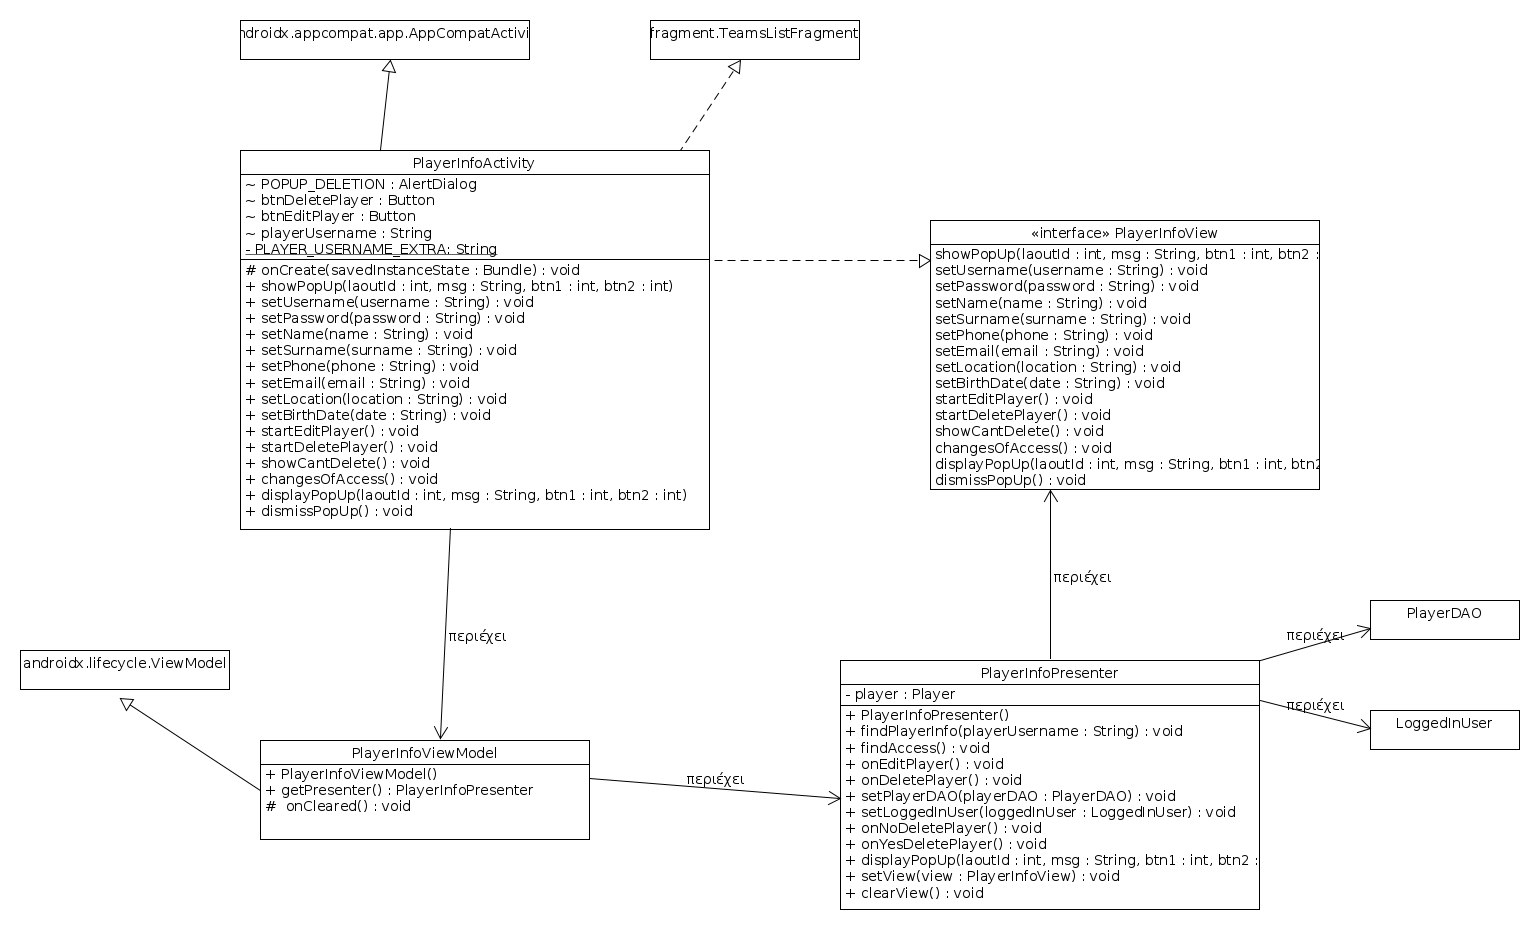 ndroidx.appcompat.app.AppCompatActivi
fragment.TeamsListFragment
PlayerInfoActivity
~ POPUP_DELETION : AlertDialog
~ btnDeletePlayer : Button
~ btnEditPlayer : Button
~ playerUsername : String
- PLAYER_USERNAME_EXTRA: String
# onCreate(savedInstanceState : Bundle) : void
+ showPopUp(laoutId : int, msg : String, btn1 : int, btn2 : int)
+ setUsername(username : String) : void
+ setPassword(password : String) : void
+ setName(name : String) : void
+ setSurname(surname : String) : void
+ setPhone(phone : String) : void
+ setEmail(email : String) : void
+ setLocation(location : String) : void
+ setBirthDate(date : String) : void
+ startEditPlayer() : void
+ startDeletePlayer() : void
+ showCantDelete() : void
+ changesOfAccess() : void
+ displayPopUp(laoutId : int, msg : String, btn1 : int, btn2 : int)
+ dismissPopUp() : void
«interface» PlayerInfoView
showPopUp(laoutId : int, msg : String, btn1 : int, btn2 :
setUsername(username : String) : void
setPassword(password : String) : void
setName(name : String) : void
setSurname(surname : String) : void
setPhone(phone : String) : void
setEmail(email : String) : void
setLocation(location : String) : void
setBirthDate(date : String) : void
startEditPlayer() : void
startDeletePlayer() : void
showCantDelete() : void
changesOfAccess() : void
displayPopUp(laoutId : int, msg : String, btn1 : int, btn2
dismissPopUp() : void
περιέχει
περιέχει
androidx.lifecycle.ViewModel
PlayerInfoViewModel
+ PlayerInfoViewModel()
+ getPresenter() : PlayerInfoPresenter
# onCleared() : void
περιέχει
PlayerInfoPresenter
- player : Player
+ PlayerInfoPresenter()
+ findPlayerInfo(playerUsername : String) : void
+ findAccess() : void
+ onEditPlayer() : void
+ onDeletePlayer() : void
+ setPlayerDAO(playerDAO : PlayerDAO) : void
+ setLoggedInUser(loggedInUser : LoggedInUser) : void
+ onNoDeletePlayer() : void
+ onYesDeletePlayer() : void
+ displayPopUp(laoutId : int, msg : String, btn1 : int, btn2 :
+ setView(view : PlayerInfoView) : void
+ clearView() : void
περιέχει
PlayerDAO
περιέχει
LoggedInUser